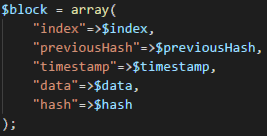 $block = array(
"index"=>$index,
"previousHash"=>$previousHash,
"timestamp"=>$timestamp,
"data"=>$data,
"hash"=>$hash
);